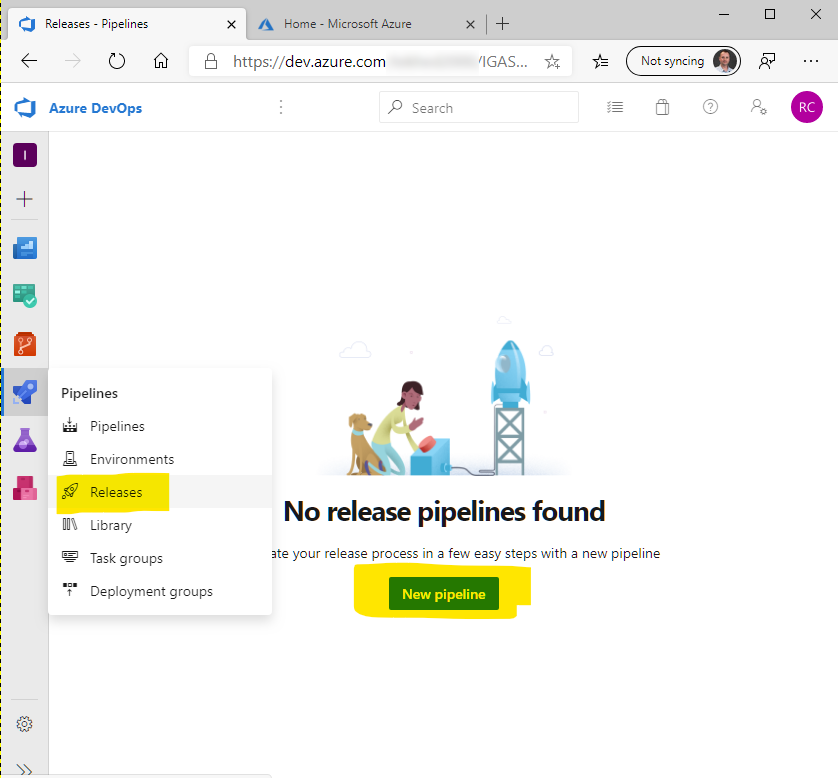 Releases - Pipelines
Home - Microsoft Azure
https://dev.azure.com /IGAS...
Not syncing
Azure DevOps
Search
RC
I
Pipelines
Pipelines
Environments
Releases
Library
Task groups
Deployment groups
No release pipelines found
your release process in a few easy steps with a new pipeline
New pipeline